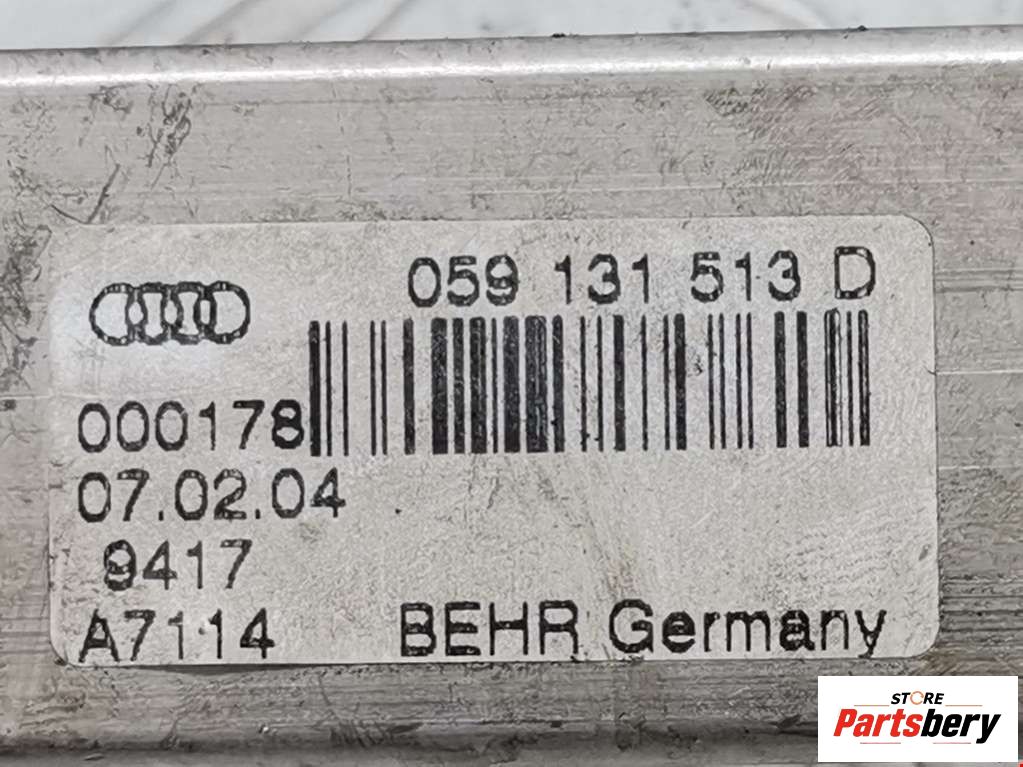 059 131 513 D
000178
07.02.04
9417
A7114 BEHR Germany
STORE
Partsbery